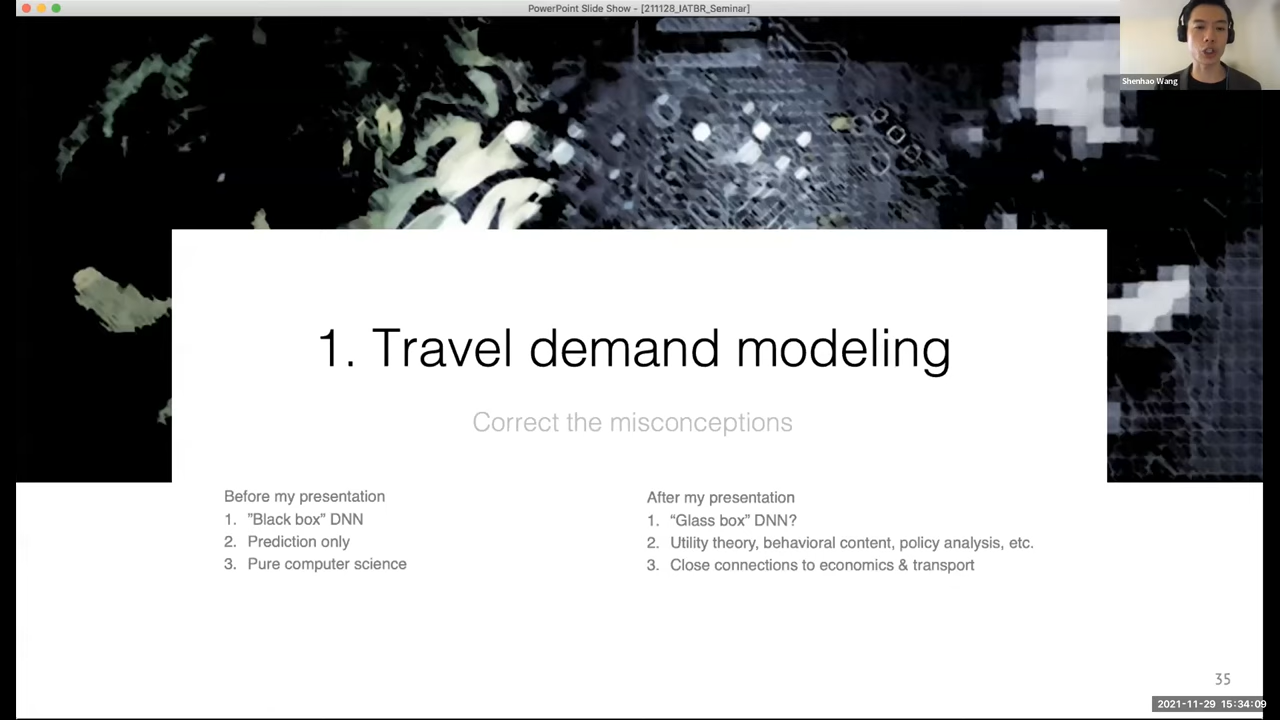 PowerPoint Slide Show - [211128_IATBR_Seminar]
Shenhao Wang
1. Travel demand modeling
Correct the misconceptions
Before my presentation
1. ”Black box” DNN
2. Prediction only
3. Pure computer science
After my presentation
1. “Glass box” DNN?
2. Utility theory, behavioral content, policy analysis, etc.
3. Close connections to economics & transport
35
2021-11-29 15:34:09